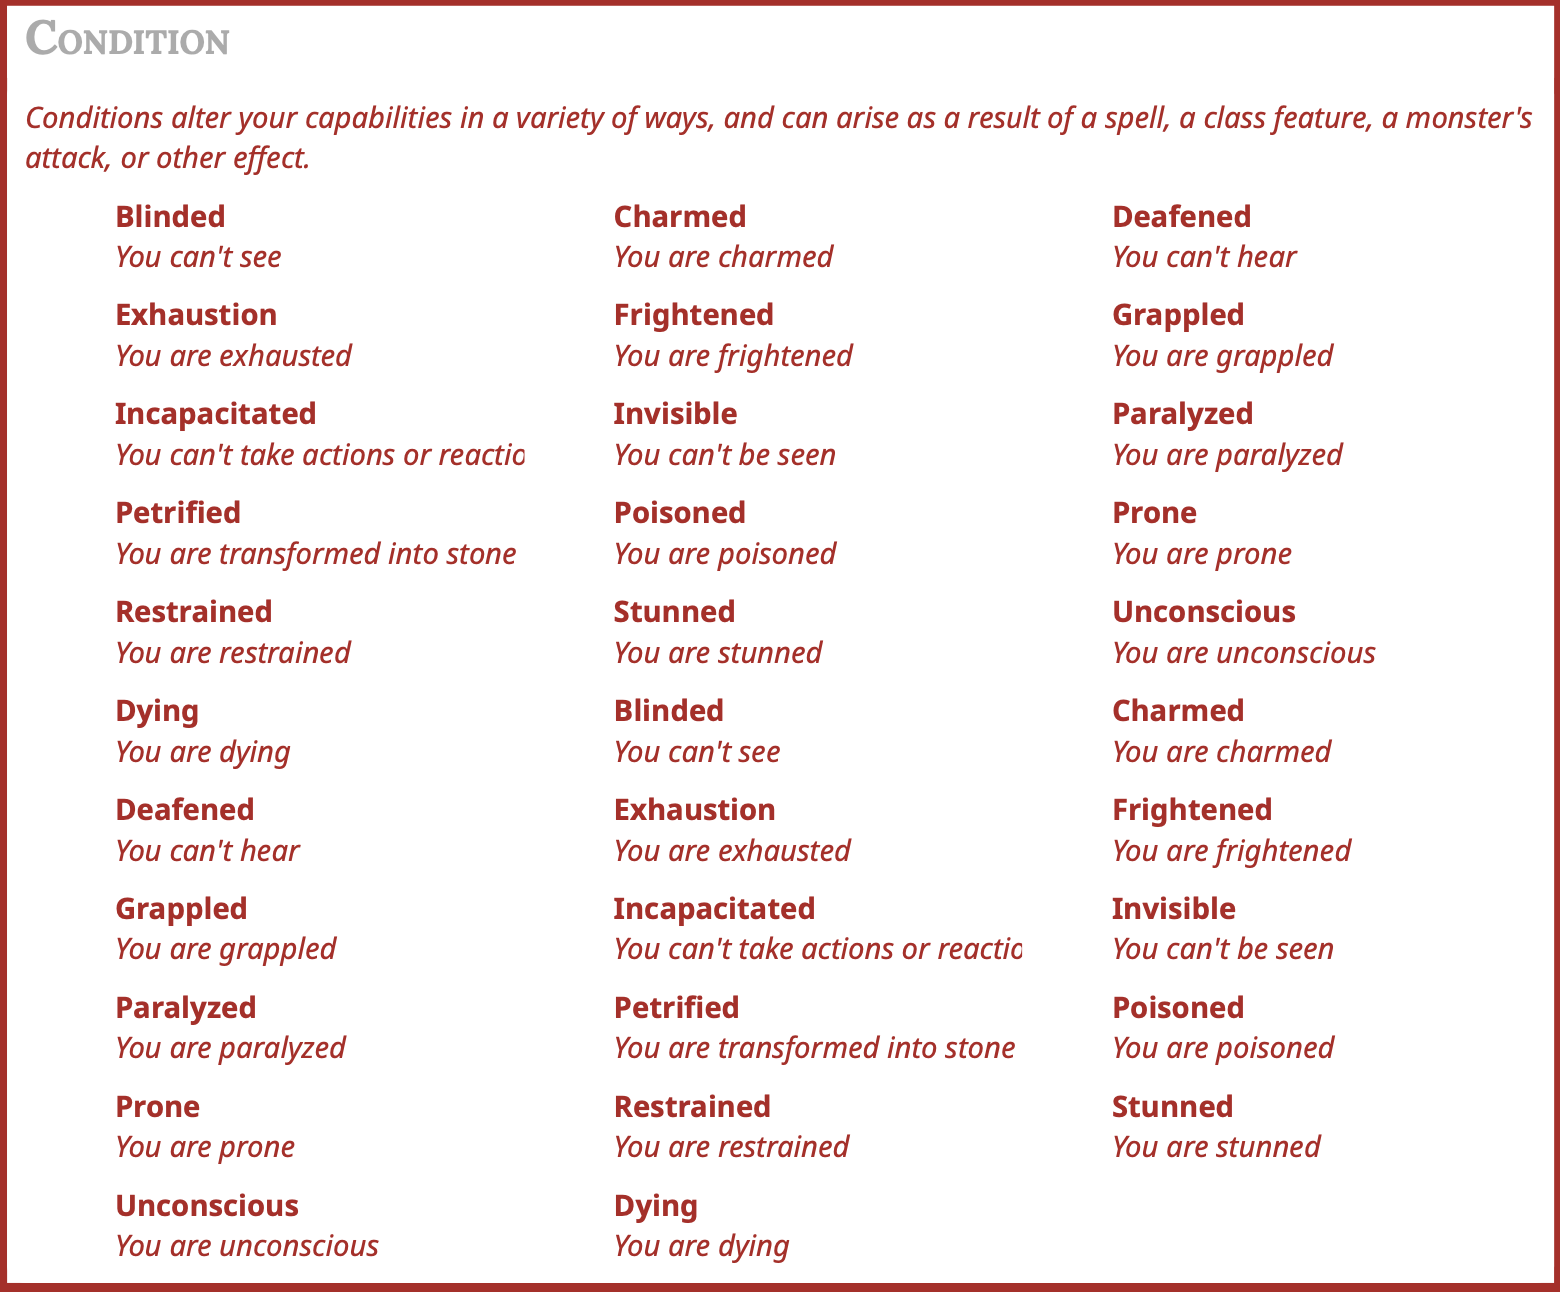 Condition
Conditions alter your capabilities in a variety of ways, and can arise as a result of a spell, a class feature, a monster's
attack, or other effect.
Blinded
You can't see
Charmed
You are charmed
Deafened
You can't hear
Exhaustion
You are exhausted
Frightened
You are frightened
Grappled
You are grappled
Incapacitated
You can't take actions or reactio
Invisible
You can't be seen
Paralyzed
You are paralyzed
Petrified
You are transformed into stone
Poisoned
You are poisoned
Prone
You are prone
Restrained
You are restrained
Stunned
You are stunned
Unconscious
You are unconscious
Dying
You are dying
Blinded
You can't see
Charmed
You are charmed
Deafened
You can't hear
Exhaustion
You are exhausted
Frightened
You are frightened
Grappled
You are grappled
Incapacitated
You can't take actions or reactio
Invisible
You can't be seen
Paralyzed
You are paralyzed
Petrified
You are transformed into stone
Poisoned
You are poisoned
Prone
You are prone
Restrained
You are restrained
Stunned
You are stunned
Unconscious
You are unconscious
Dying
You are dying